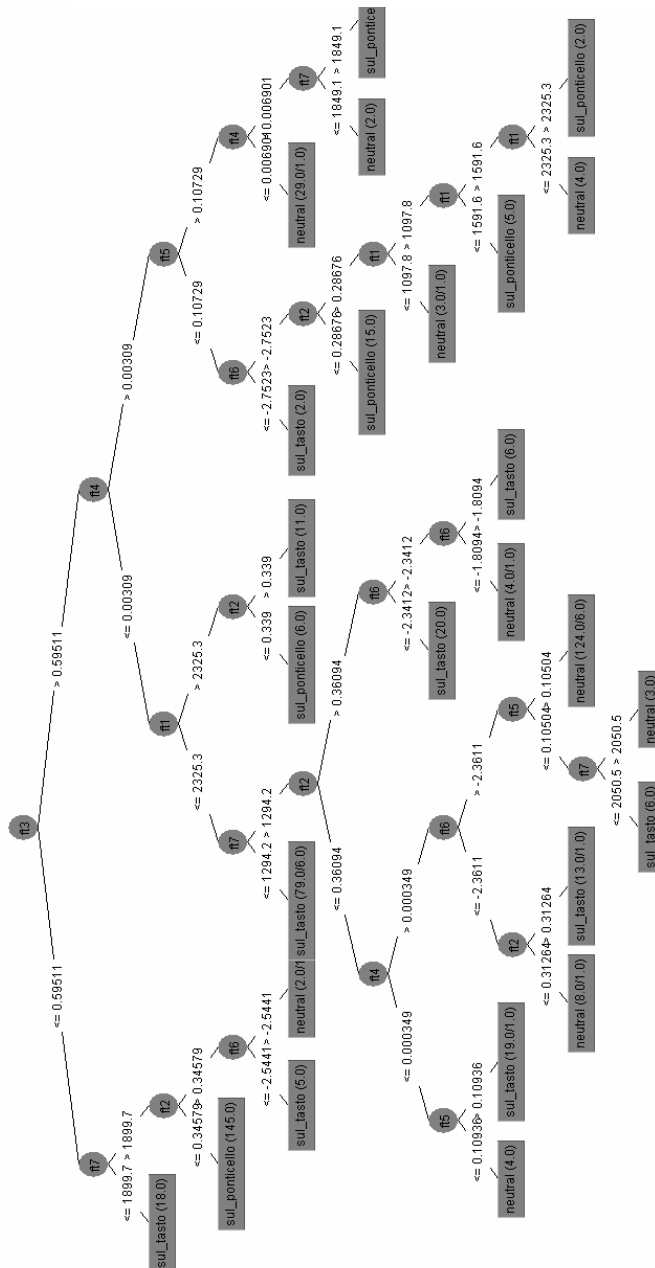 ft3
<= 0.59511
> 0.59511
ft7
ft4
<= 1899.7 > 1899.7
<= 0.00309
> 0.00309
sul_tasto (18.0)
ft2
ft1
ft5
<= 0.34579 > 0.34579
<= 2325.3
> 2325.3
<= 0.10729
> 0.10729
sul_ponticello (145.0)
ft6
ft7
ft2
ft6
ft4
<= -2.5441 > -2.5441
<= 1294.2 > 1294.2
<= 0.339 > 0.339
<= -2.7523 > -2.7523
<= 0.006901 > 0.006901
sul_tasto (5.0)
neutral (2.0/1
sul_tasto (79.0/6.0)
ft2
sul_ponticello (6.0)
sul_tasto (11.0)
sul_tasto (2.0)
ft2
neutral (29.0/1.0)
ft7
<= 0.36094
> 0.36094
<= 0.28676 > 0.28676
<= 1849.1 > 1849.1
ft4
ft6
sul_ponticello (15.0)
ft1
neutral (2.0)
sul_pontice
<= 0.000349
> 0.000349
<= -2.3412 > -2.3412
<= 1097.8 > 1097.8
ft5
ft6
sul_tasto (20.0)
ft6
neutral (3.0/1.0)
ft1
<= 0.10936 > 0.10936
<= -2.3611
> -2.3611
<= -1.8094 > -1.8094
<= 1591.6 > 1591.6
neutral (4.0)
sul_tasto (19.0/1.0)
ft2
ft5
neutral (4.0/1.0)
sul_tasto (6.0)
sul_ponticello (5.0)
ft1
<= 0.31264 > 0.31264
<= 0.10504 > 0.10504
<= 2325.3 > 2325.3
neutral (8.0/1.0)
sul_tasto (13.0/1.0)
ft7
neutral (124.0/6.0)
neutral (4.0)
sul_ponticello (2.0)
<= 2050.5 > 2050.5
sul_tasto (6.0)
neutral (3.0)